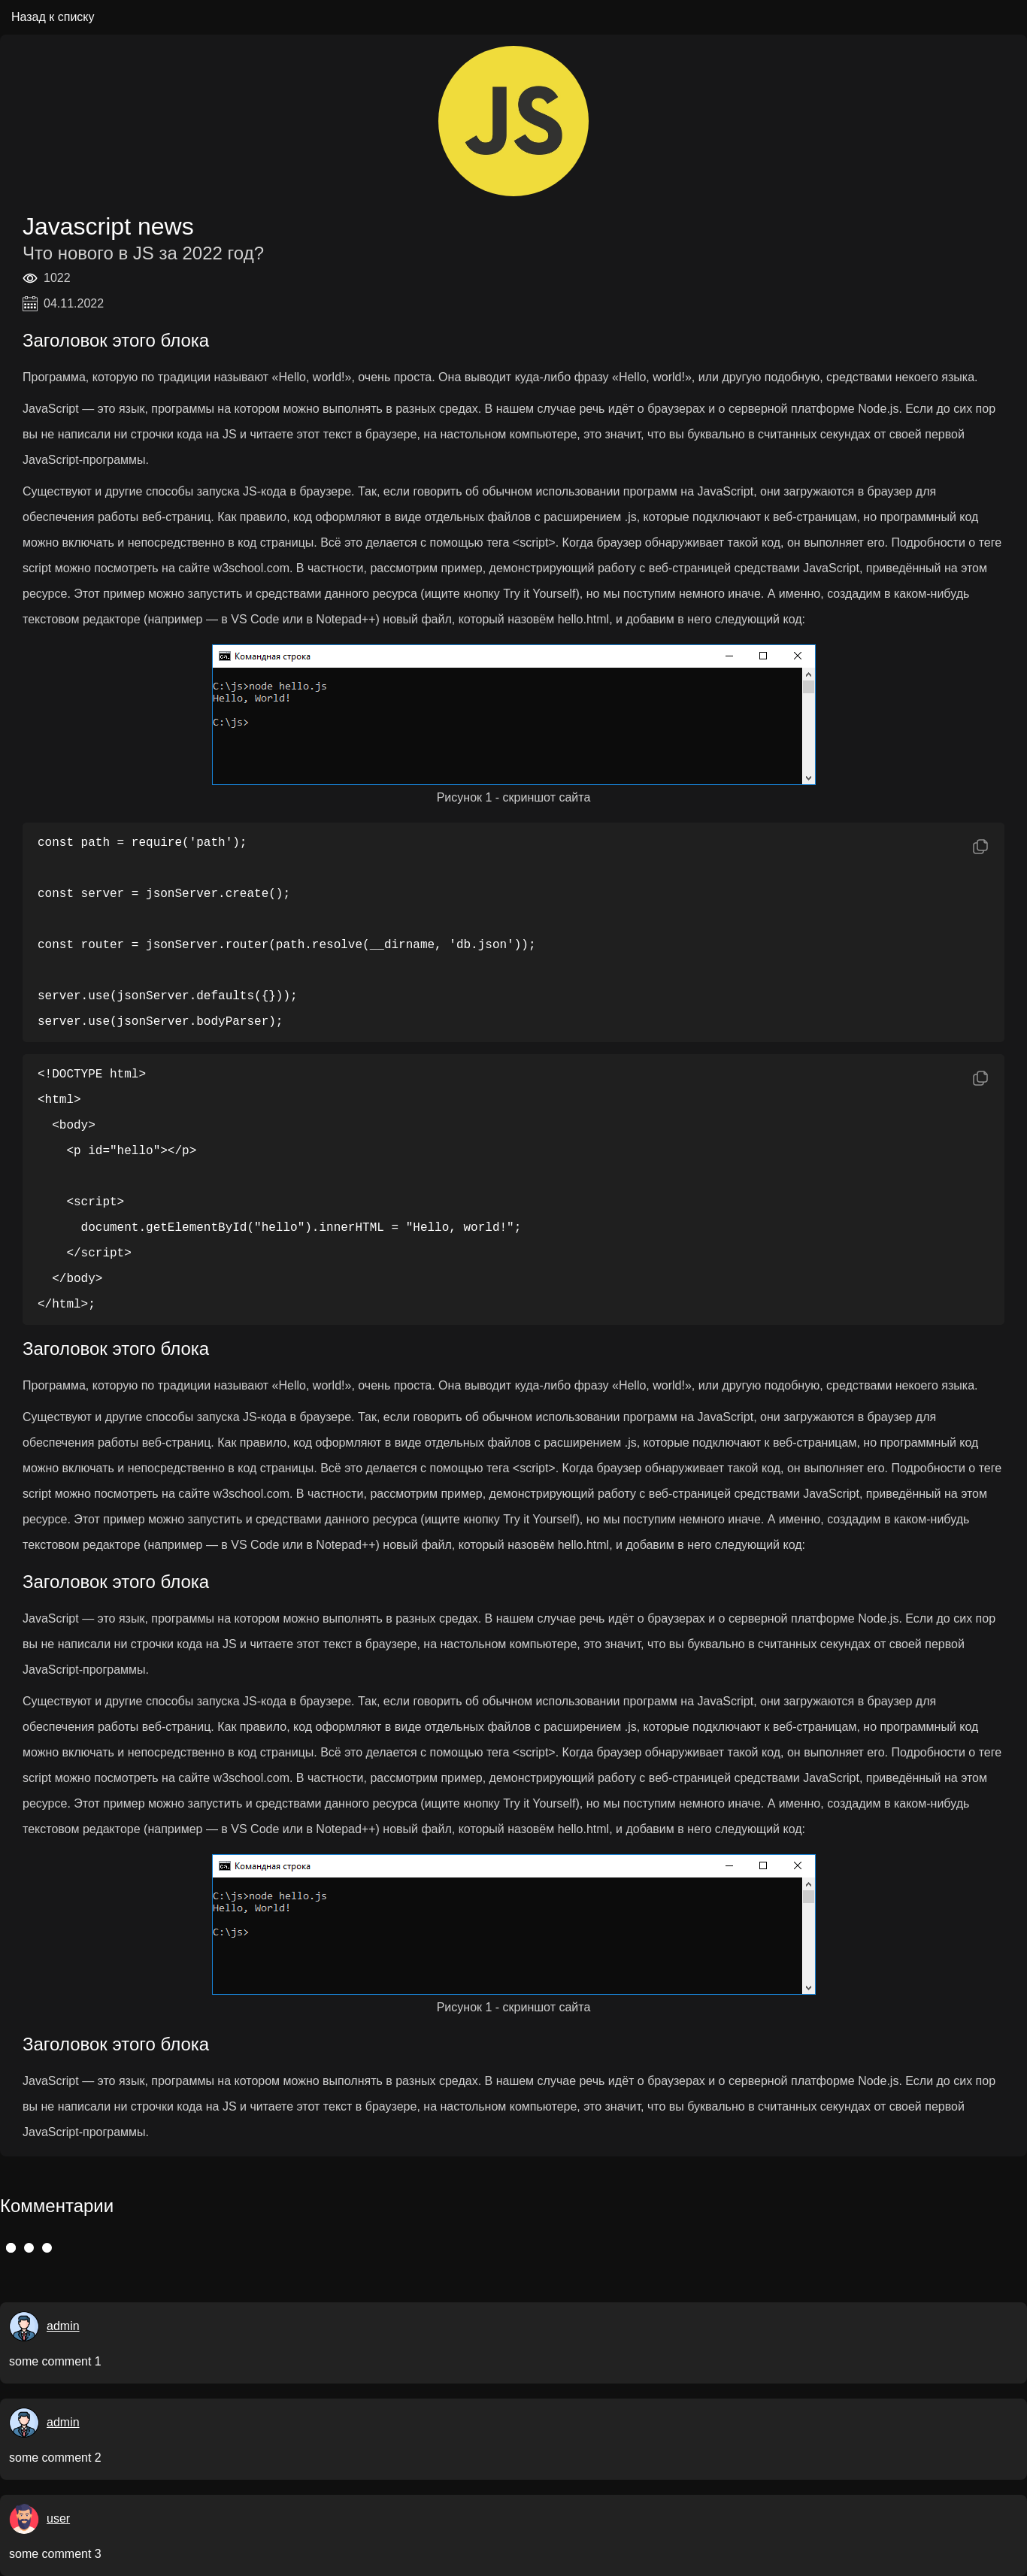 Назад к списку
JS
Javascript news
Что нового в JS за 2022 год?
1022
04.11.2022
Заголовок этого блока
Программа, которую по традиции называют «Hello, world!», очень проста. Она выводит куда-либо фразу «Hello, world!», или другую подобную, средствами некоего языка.
JavaScript — это язык, программы на котором можно выполнять в разных средах. В нашем случае речь идёт о браузерах и о серверной платформе Node.js. Если до сих пор
вы не написали ни строчки кода на JS и читаете этот текст в браузере, на настольном компьютере, это значит, что вы буквально в считанных секундах от своей первой
JavaScript-программы.
Существуют и другие способы запуска JS-кода в браузере. Так, если говорить об обычном использовании программ на JavaScript, они загружаются в браузер для
обеспечения работы веб-страниц. Как правило, код оформляют в виде отдельных файлов с расширением .js, которые подключают к веб-страницам, но программный код
можно включать и непосредственно в код страницы. Всё это делается с помощью тега <script>. Когда браузер обнаруживает такой код, он выполняет его. Подробности о теге
script можно посмотреть на сайте w3school.com. В частности, рассмотрим пример, демонстрирующий работу с веб-страницей средствами JavaScript, приведённый на этом
ресурсе. Этот пример можно запустить и средствами данного ресурса (ищите кнопку Try it Yourself), но мы поступим немного иначе. А именно, создадим в каком-нибудь
текстовом редакторе (например — в VS Code или в Notepad++) новый файл, который назовём hello.html, и добавим в него следующий код:
Командная строка
C:\js>node hello.js
Hello, World!
C:\js>
Рисунок 1 - скриншот сайта
const path = require('path');
const server = jsonServer.create();
const router = jsonServer.router(path.resolve(__dirname, 'db.json'));
server.use(jsonServer.defaults({}));
server.use(jsonServer.bodyParser);
<!DOCTYPE html>
<html>
  <body>
    <p id="hello"></p>
    <script>
      document.getElementById("hello").innerHTML = "Hello, world!";
    </script>
  </body>
</html>;
Заголовок этого блока
Программа, которую по традиции называют «Hello, world!», очень проста. Она выводит куда-либо фразу «Hello, world!», или другую подобную, средствами некоего языка.
Существуют и другие способы запуска JS-кода в браузере. Так, если говорить об обычном использовании программ на JavaScript, они загружаются в браузер для
обеспечения работы веб-страниц. Как правило, код оформляют в виде отдельных файлов с расширением .js, которые подключают к веб-страницам, но программный код
можно включать и непосредственно в код страницы. Всё это делается с помощью тега <script>. Когда браузер обнаруживает такой код, он выполняет его. Подробности о теге
script можно посмотреть на сайте w3school.com. В частности, рассмотрим пример, демонстрирующий работу с веб-страницей средствами JavaScript, приведённый на этом
ресурсе. Этот пример можно запустить и средствами данного ресурса (ищите кнопку Try it Yourself), но мы поступим немного иначе. А именно, создадим в каком-нибудь
текстовом редакторе (например — в VS Code или в Notepad++) новый файл, который назовём hello.html, и добавим в него следующий код:
Заголовок этого блока
JavaScript — это язык, программы на котором можно выполнять в разных средах. В нашем случае речь идёт о браузерах и о серверной платформе Node.js. Если до сих пор
вы не написали ни строчки кода на JS и читаете этот текст в браузере, на настольном компьютере, это значит, что вы буквально в считанных секундах от своей первой
JavaScript-программы.
Существуют и другие способы запуска JS-кода в браузере. Так, если говорить об обычном использовании программ на JavaScript, они загружаются в браузер для
обеспечения работы веб-страниц. Как правило, код оформляют в виде отдельных файлов с расширением .js, которые подключают к веб-страницам, но программный код
можно включать и непосредственно в код страницы. Всё это делается с помощью тега <script>. Когда браузер обнаруживает такой код, он выполняет его. Подробности о теге
script можно посмотреть на сайте w3school.com. В частности, рассмотрим пример, демонстрирующий работу с веб-страницей средствами JavaScript, приведённый на этом
ресурсе. Этот пример можно запустить и средствами данного ресурса (ищите кнопку Try it Yourself), но мы поступим немного иначе. А именно, создадим в каком-нибудь
текстовом редакторе (например — в VS Code или в Notepad++) новый файл, который назовём hello.html, и добавим в него следующий код:
Командная строка
C:\js>node hello.js
Hello, World!
C:\js>
Рисунок 1 - скриншот сайта
Заголовок этого блока
JavaScript — это язык, программы на котором можно выполнять в разных средах. В нашем случае речь идёт о браузерах и о серверной платформе Node.js. Если до сих пор
вы не написали ни строчки кода на JS и читаете этот текст в браузере, на настольном компьютере, это значит, что вы буквально в считанных секундах от своей первой
JavaScript-программы.
Комментарии
admin
some comment 1
admin
some comment 2
user
some comment 3